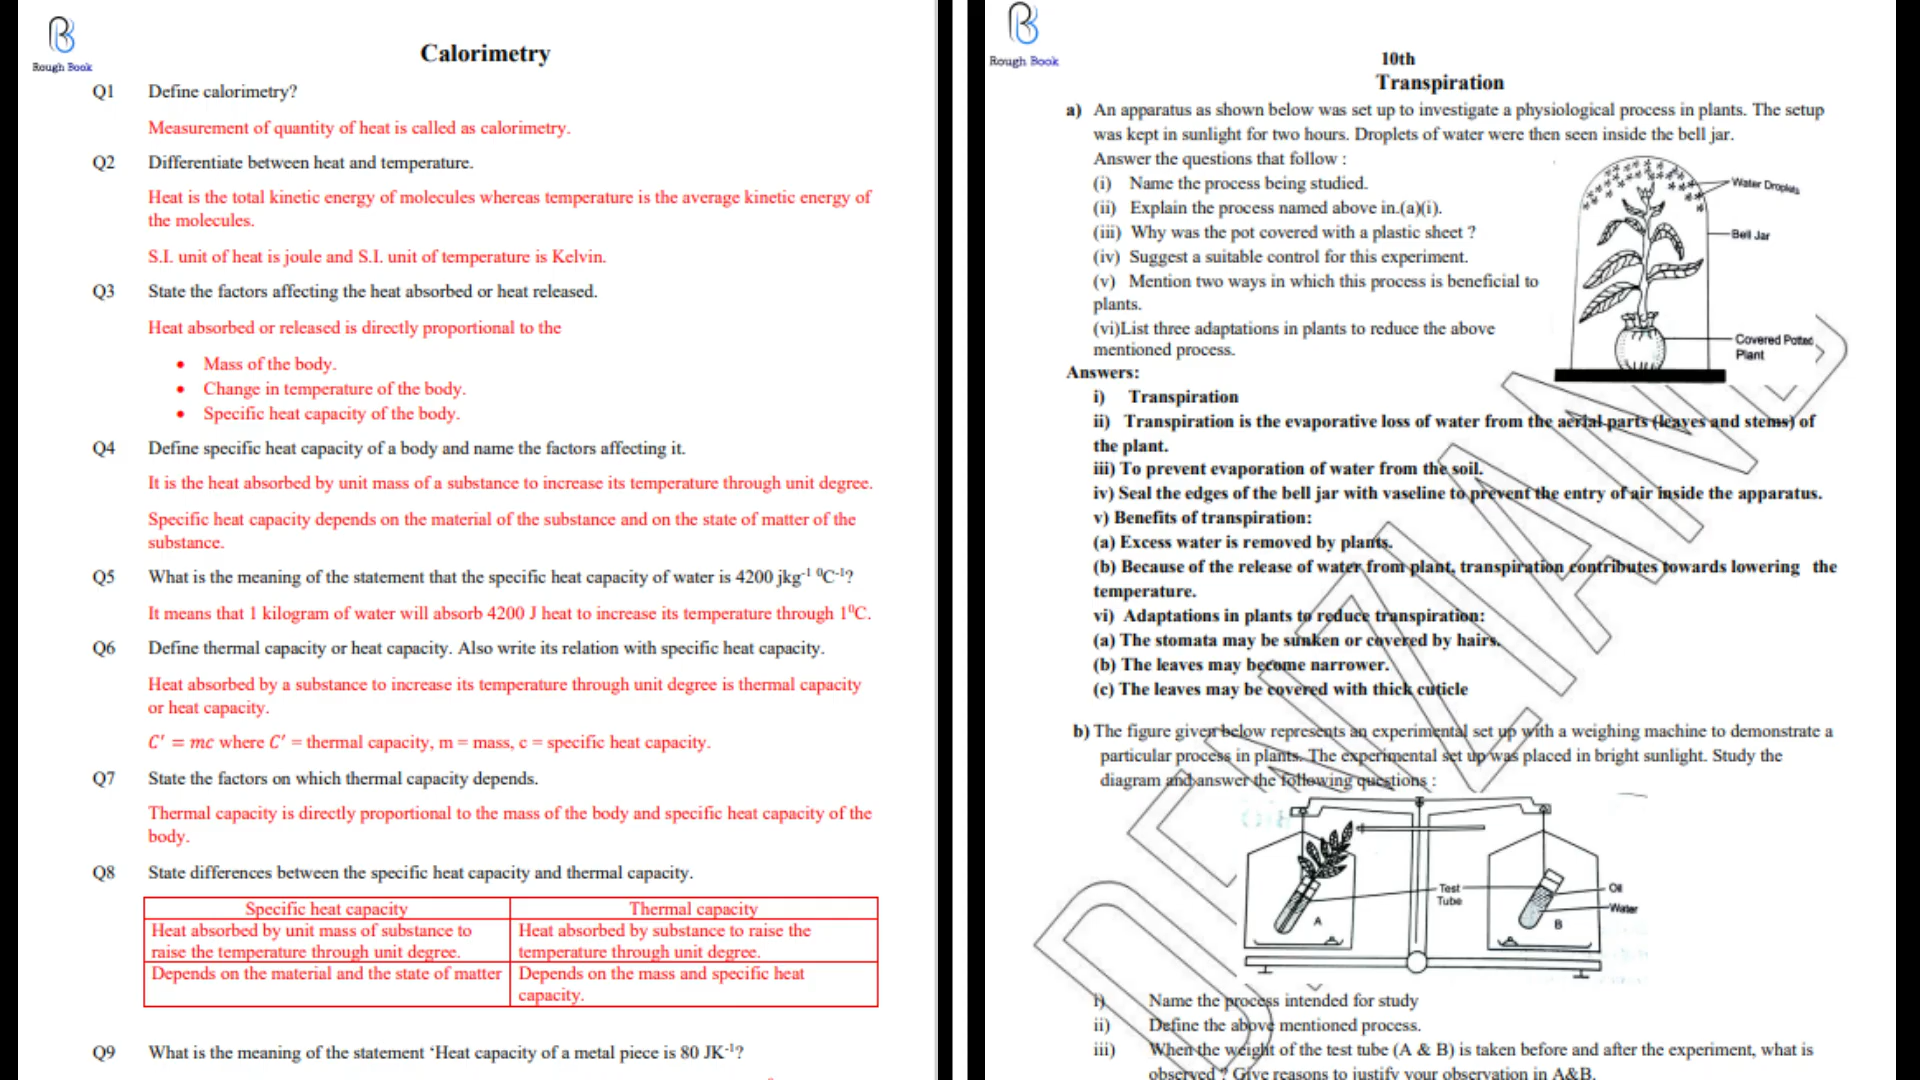 Rough Book
Calorimetry
Q1 Define calorimetry?
Measurement of quantity of heat is called as calorimetry.
Q2 Differentiate between heat and temperature.
Heat is the total kinetic energy of molecules whereas temperature is the average kinetic energy of
the molecules.
S.I. unit of heat is joule and S.I. unit of temperature is Kelvin.
Q3 State the factors affecting the heat absorbed or heat released.
Heat absorbed or released is directly proportional to the
• Mass of the body.
• Change in temperature of the body.
• Specific heat capacity of the body.
Q4 Define specific heat capacity of a body and name the factors affecting it.
It is the heat absorbed by unit mass of a substance to increase its temperature through unit degree.
Specific heat capacity depends on the material of the substance and on the state of matter of the
substance.
Q5 What is the meaning of the statement that the specific heat capacity of water is 4200 jkg⁻¹ ⁰C⁻¹?
It means that 1 kilogram of water will absorb 4200 J heat to increase its temperature through 1⁰C.
Q6 Define thermal capacity or heat capacity. Also write its relation with specific heat capacity.
Heat absorbed by a substance to increase its temperature through unit degree is thermal capacity
or heat capacity.
C′ = mc where C′ = thermal capacity, m = mass, c = specific heat capacity.
Q7 State the factors on which thermal capacity depends.
Thermal capacity is directly proportional to the mass of the body and specific heat capacity of the
body.
Q8 State differences between the specific heat capacity and thermal capacity.
Specific heat capacity Thermal capacity
Heat absorbed by unit mass of substance to Heat absorbed by substance to raise the
raise the temperature through unit degree. temperature through unit degree.
Depends on the material and the state of matter Depends on the mass and specific heat
capacity.
Q9 What is the meaning of the statement ‘Heat capacity of a metal piece is 80 JK⁻¹?
Rough Book
10th
Transpiration
a) An apparatus as shown below was set up to investigate a physiological process in plants. The setup
was kept in sunlight for two hours. Droplets of water were then seen inside the bell jar.
Answer the questions that follow :
(i) Name the process being studied.
(ii) Explain the process named above in.(a)(i).
(iii) Why was the pot covered with a plastic sheet ?
(iv) Suggest a suitable control for this experiment.
(v) Mention two ways in which this process is beneficial to
plants.
(vi)List three adaptations in plants to reduce the above
mentioned process.
Water Droplets
Bell Jar
Covered Potted
Plant
Answers:
i) Transpiration
ii) Transpiration is the evaporative loss of water from the aerial parts (leaves and stems) of
the plant.
iii) To prevent evaporation of water from the soil.
iv) Seal the edges of the bell jar with vaseline to prevent the entry of air inside the apparatus.
v) Benefits of transpiration:
(a) Excess water is removed by plants.
(b) Because of the release of water from plant, transpiration contributes towards lowering the
temperature.
vi) Adaptations in plants to reduce transpiration:
(a) The stomata may be sunken or covered by hairs.
(b) The leaves may become narrower.
(c) The leaves may be covered with thick cuticle
b) The figure given below represents an experimental set up with a weighing machine to demonstrate a
particular process in plants. The experimental set up was placed in bright sunlight. Study the
diagram and answer the following questions :
Test
Tube
Oil
Water
A
B
i) Name the process intended for study
ii) Define the above mentioned process.
iii) When the weight of the test tube (A & B) is taken before and after the experiment, what is
observed ? Give reasons to justify your observation in A&B.